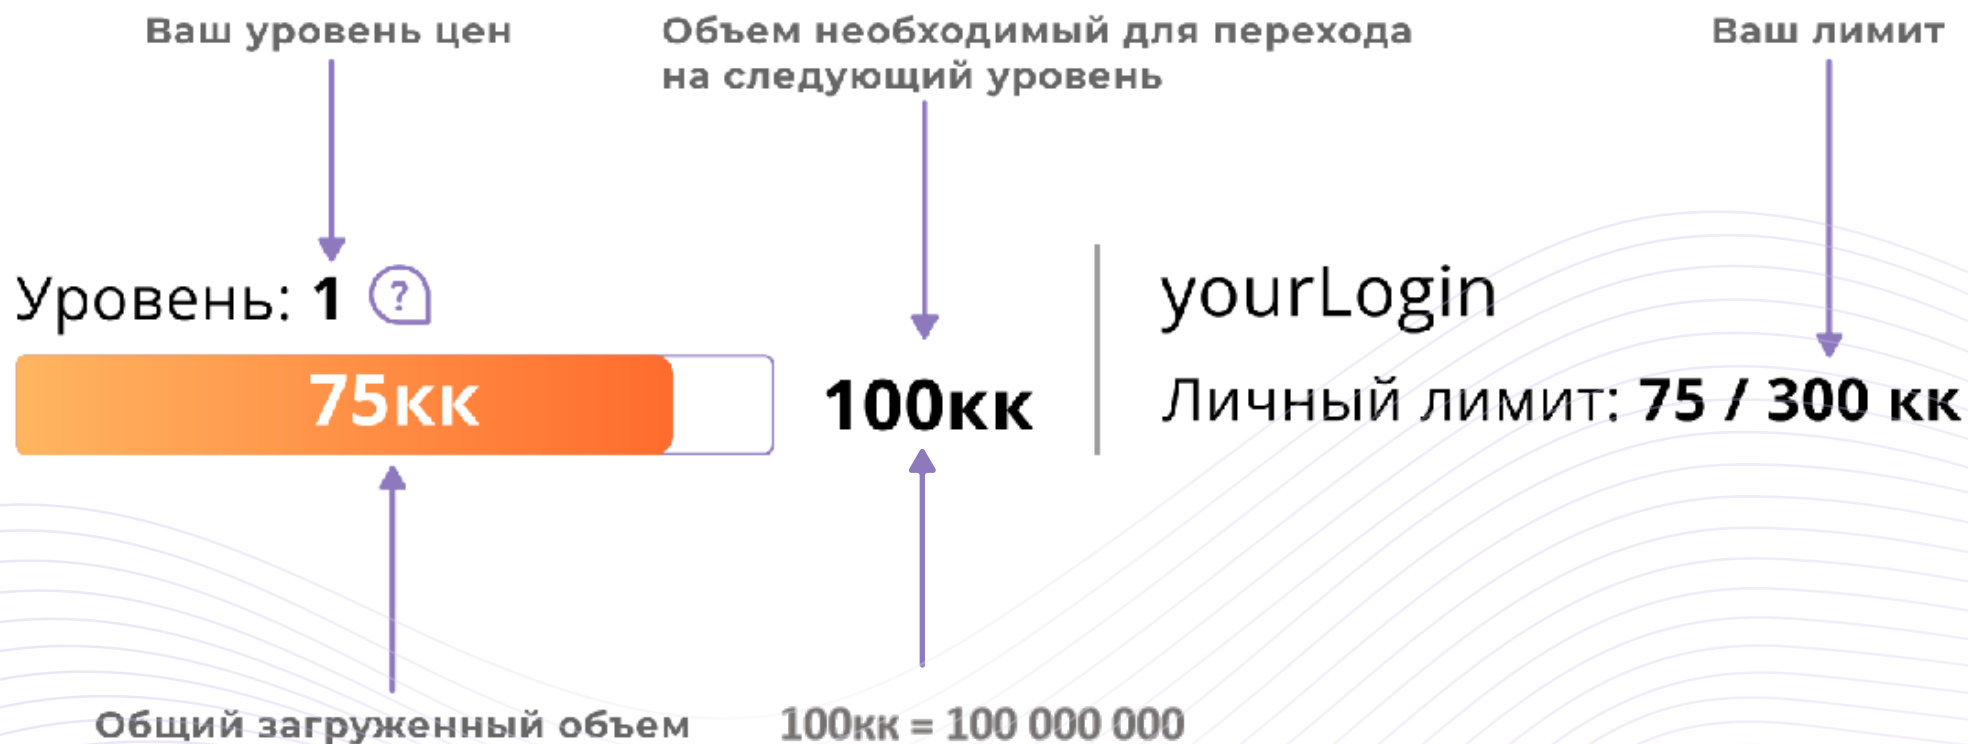 Ваш уровень цен
Объем необходимый для перехода
на следующий уровень
Ваш лимит
Уровень: 1 ?
75кк
100кк
yourLogin
Личный лимит: 75 / 300 кк
Общий загруженный объем
100кк = 100 000 000